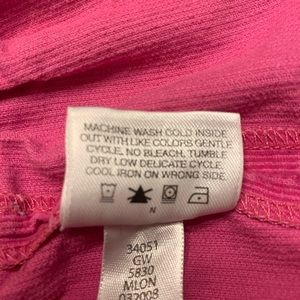 MACHINE WASH COLD INSIDE
OUT WITH LIKE COLORS GENTLE
CYCLE, NO BLEACH, TUMBLE
DRY LOW DELICATE CYCLE.
COOL IRON ON WRONG SIDE
N
34051
GW
5830
MLON
032008